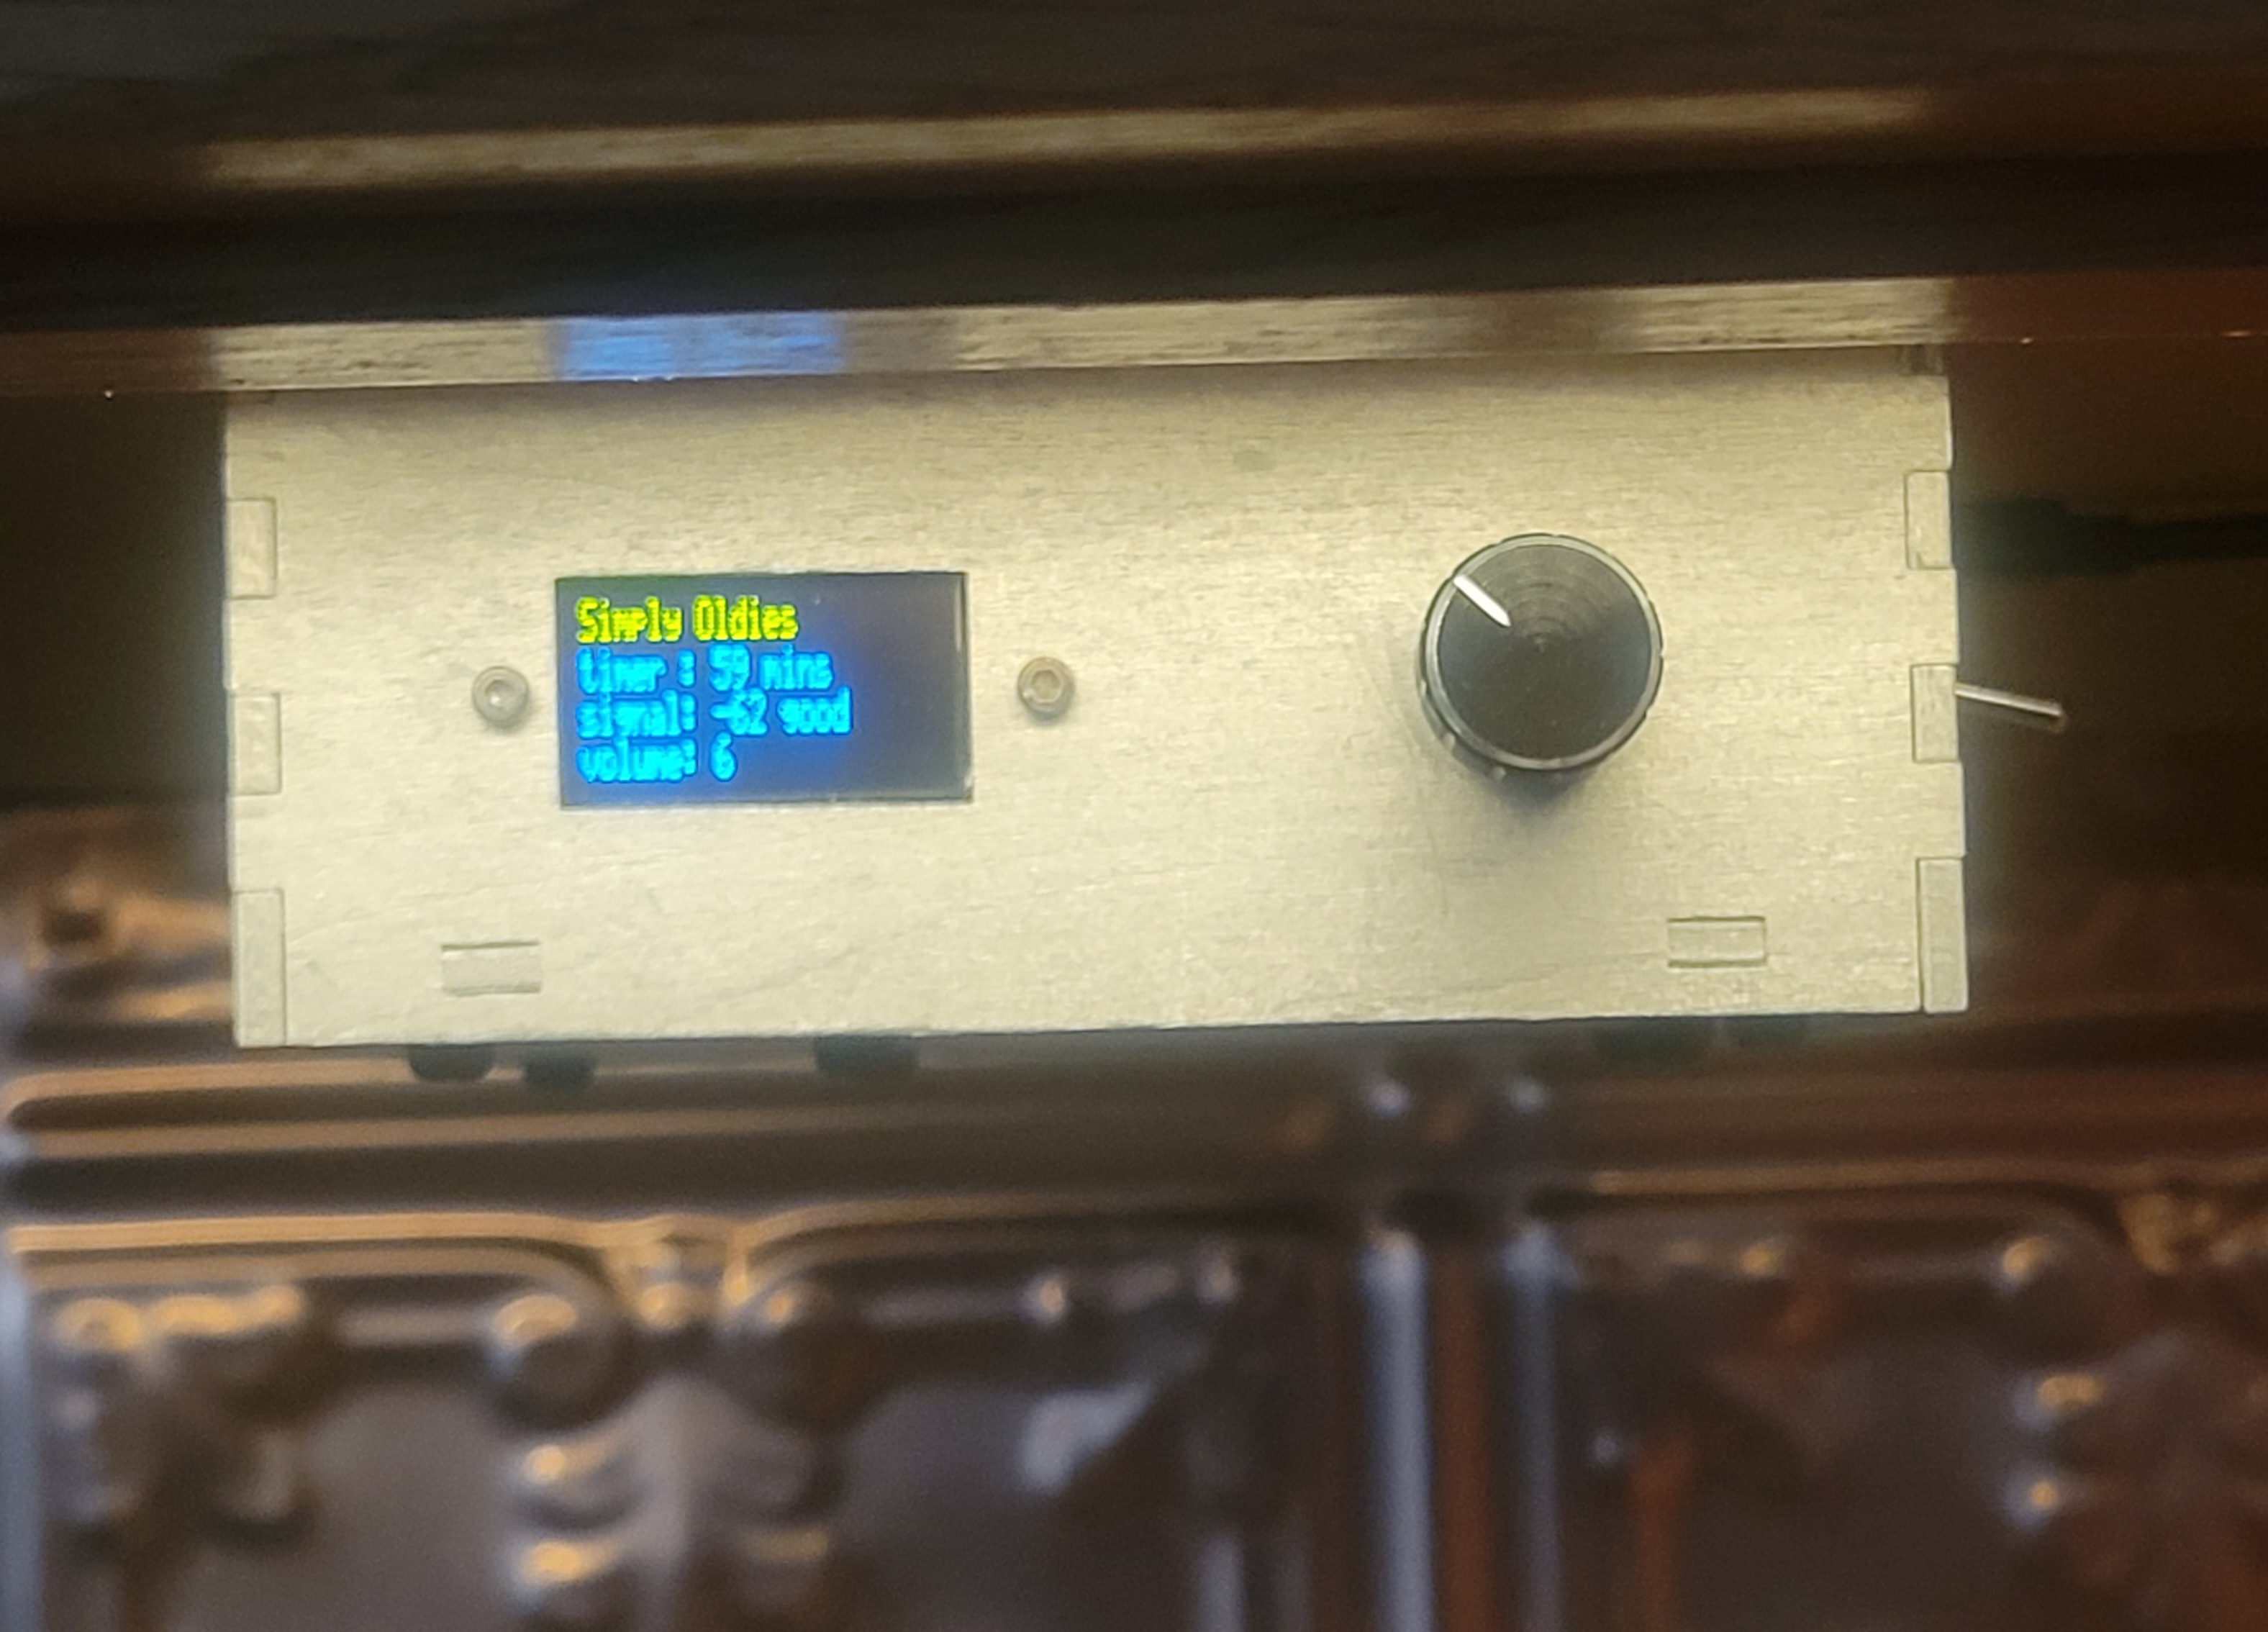 Simply Oldies
timer : 59 mins
signal: -62 good
volume: 6